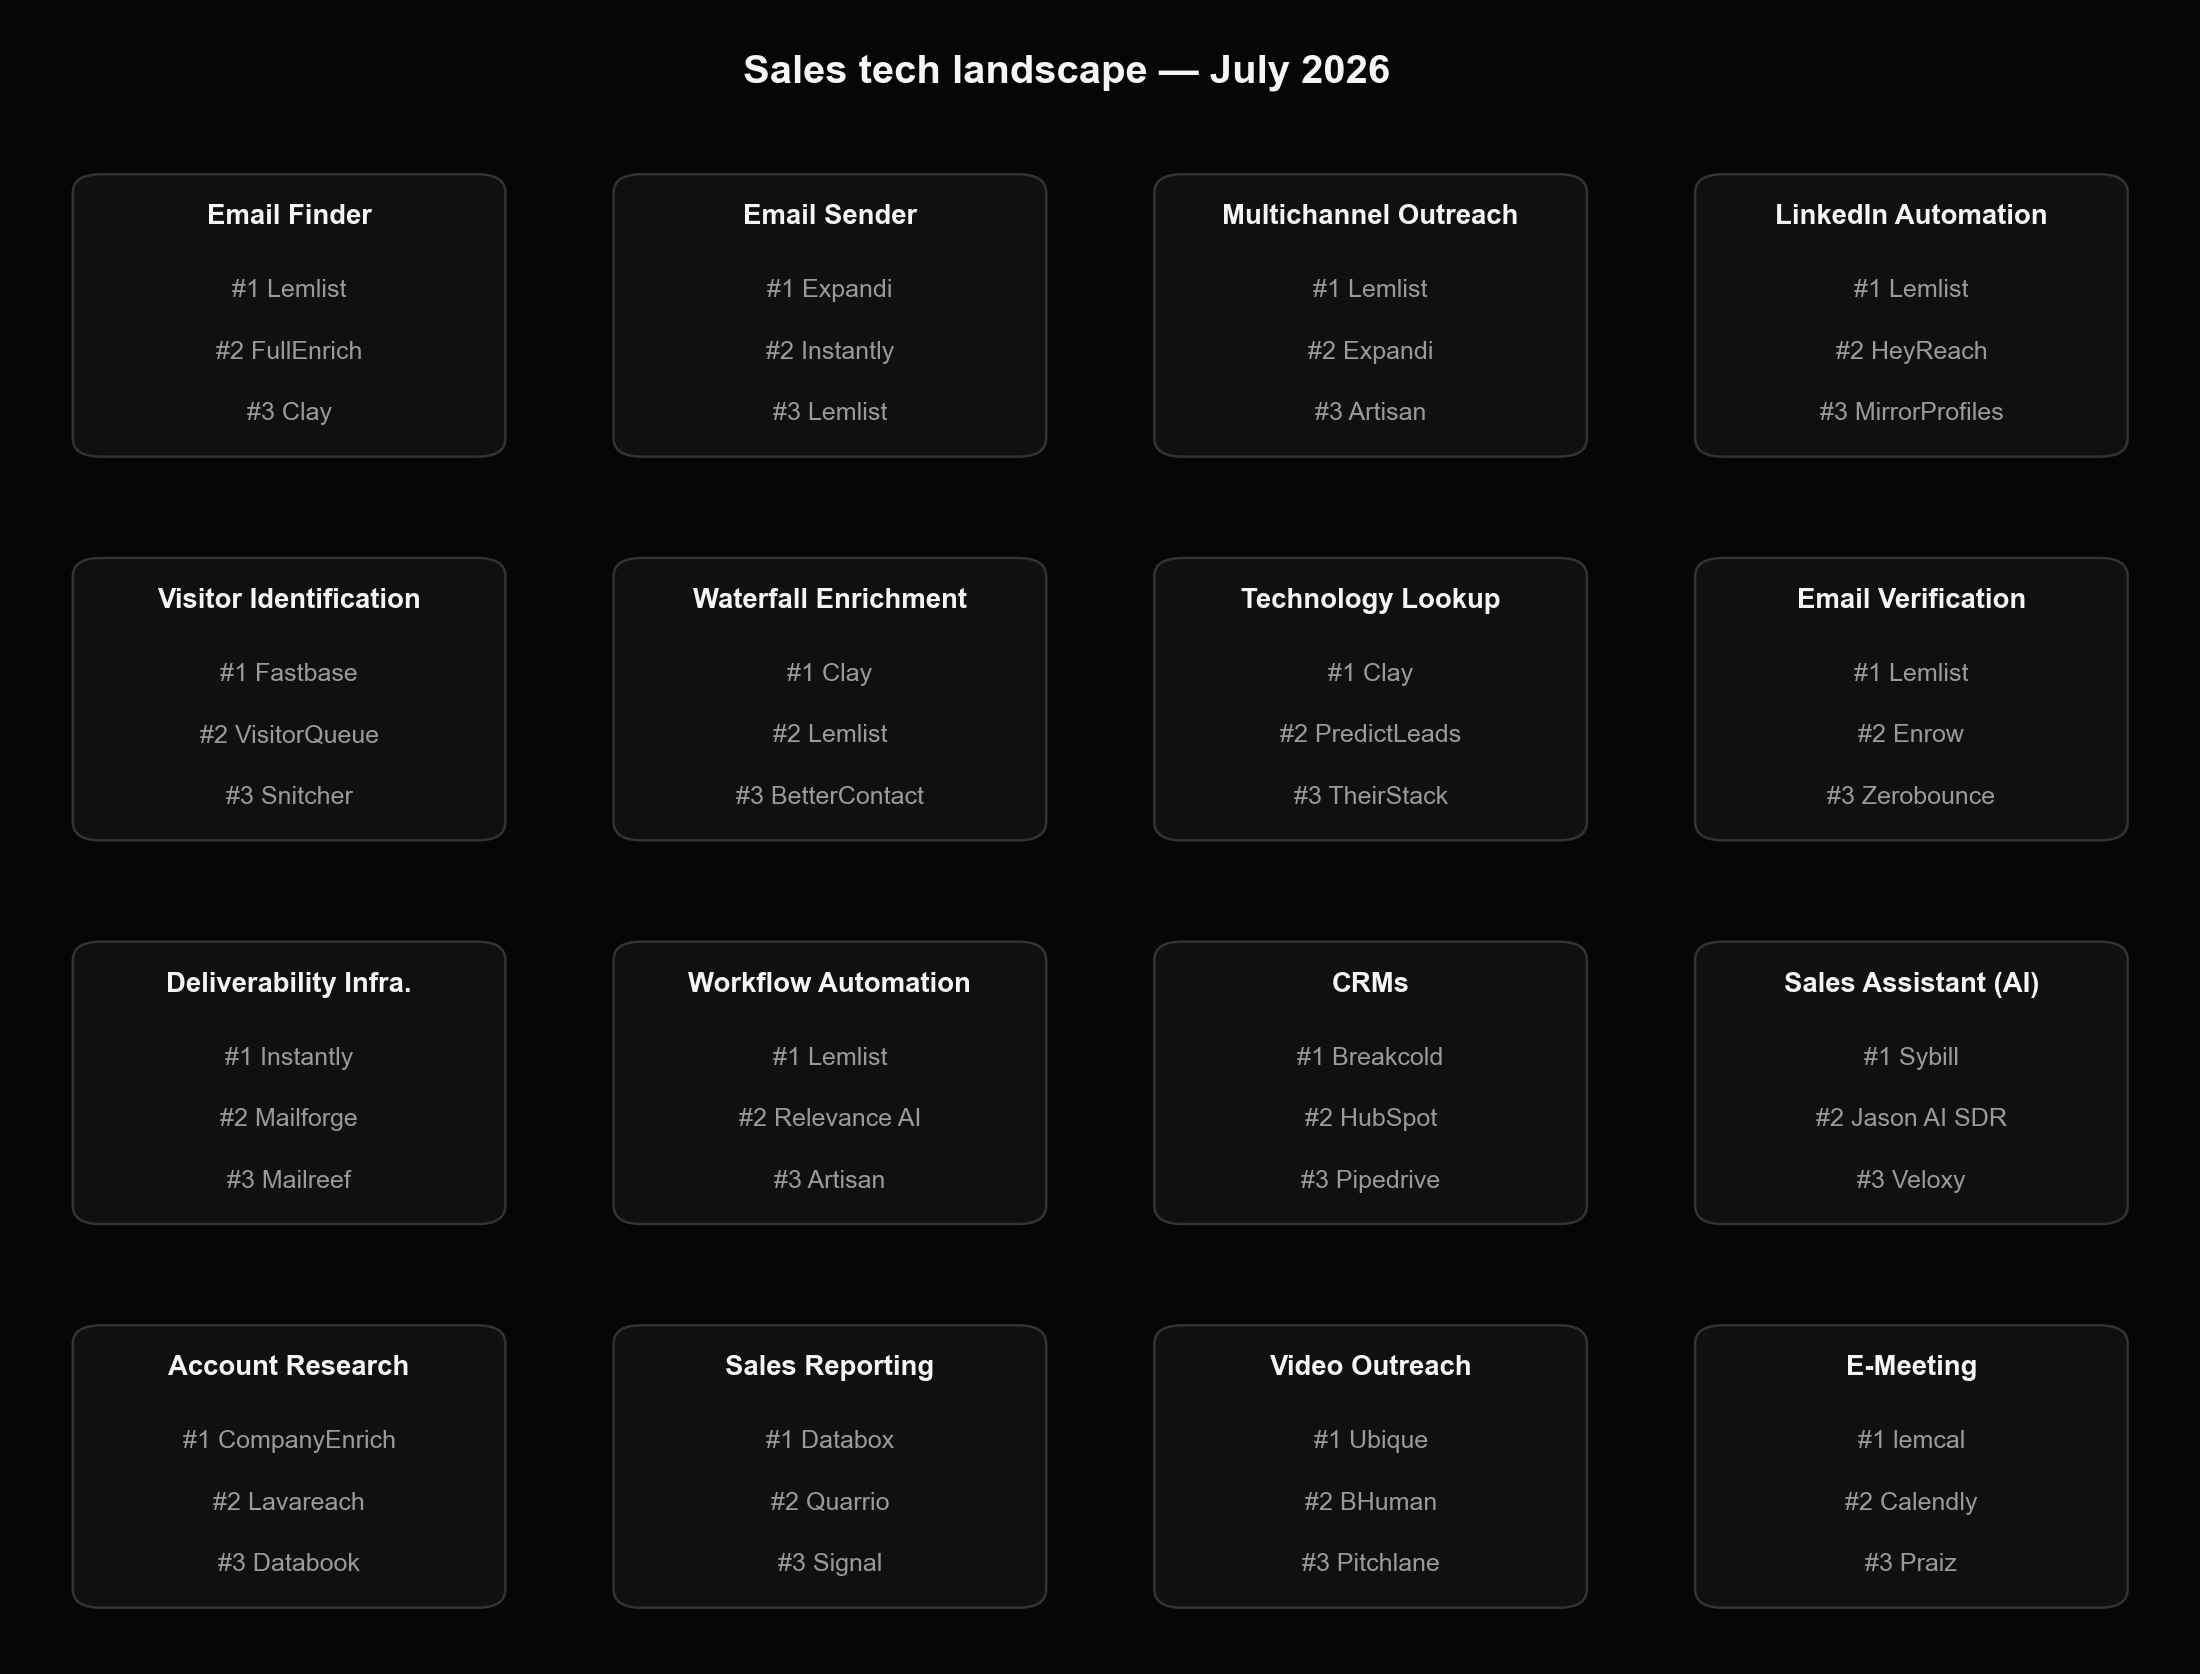 Sales tech landscape — July 2026
Email Finder
#1 Lemlist
#2 FullEnrich
#3 Clay
Email Sender
#1 Expandi
#2 Instantly
#3 Lemlist
Multichannel Outreach
#1 Lemlist
#2 Expandi
#3 Artisan
LinkedIn Automation
#1 Lemlist
#2 HeyReach
#3 MirrorProfiles
Visitor Identification
#1 Fastbase
#2 VisitorQueue
#3 Snitcher
Waterfall Enrichment
#1 Clay
#2 Lemlist
#3 BetterContact
Technology Lookup
#1 Clay
#2 PredictLeads
#3 TheirStack
Email Verification
#1 Lemlist
#2 Enrow
#3 Zerobounce
Deliverability Infra.
#1 Instantly
#2 Mailforge
#3 Mailreef
Workflow Automation
#1 Lemlist
#2 Relevance AI
#3 Artisan
CRMs
#1 Breakcold
#2 HubSpot
#3 Pipedrive
Sales Assistant (AI)
#1 Sybill
#2 Jason AI SDR
#3 Veloxy
Account Research
#1 CompanyEnrich
#2 Lavareach
#3 Databook
Sales Reporting
#1 Databox
#2 Quarrio
#3 Signal
Video Outreach
#1 Ubique
#2 BHuman
#3 Pitchlane
E-Meeting
#1 lemcal
#2 Calendly
#3 Praiz